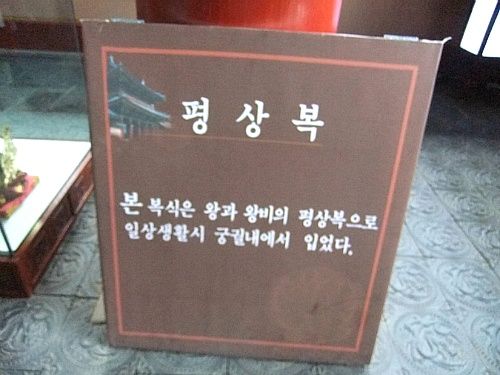 평상복
본 복식은 왕과 왕비의 평상복으로
일상생활시 궁궐내에서 입었다.